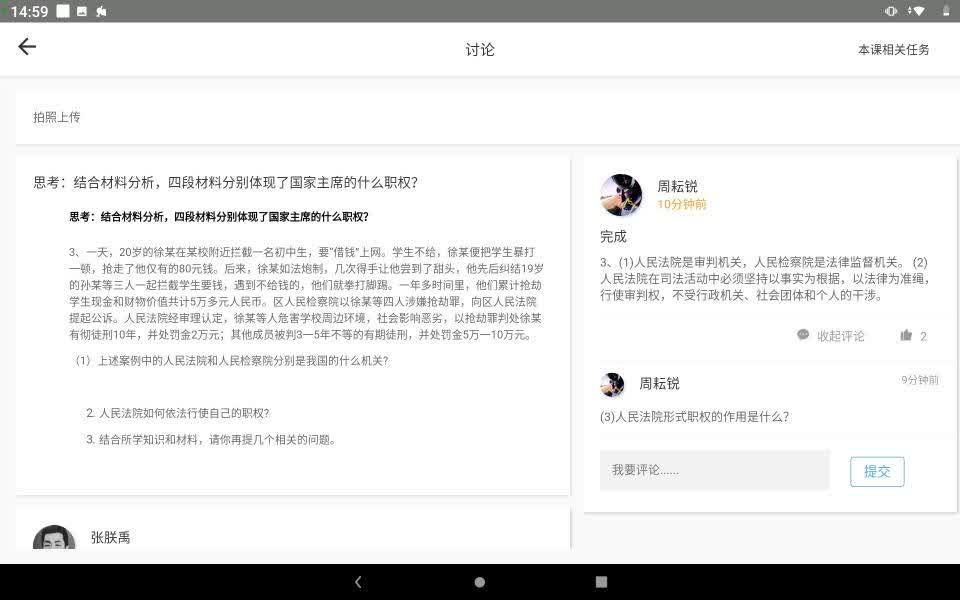 14:59
讨论
本课相关任务
拍照上传
思考：结合材料分析，四段材料分别体现了国家主席的什么职权？
思考：结合材料分析，四段材料分别体现了国家主席的什么职权？
3、一天，20岁的徐某在某校附近拦截一名初中生，要“借钱”上网。学生不给，徐某便把学生暴打
一顿，抢走了他仅有的80元钱。后来，徐某如法炮制，几次得手让他尝到了甜头，他先后纠结19岁
的孙某等三人一起拦截学生要钱，遇到不给钱的，他们就拳打脚踢。一年多时间里，他们累计抢劫
学生现金和财物价值共计5万多元人民币。区人民检察院以徐某等四人涉嫌抢劫罪，向区人民法院
提起公诉。人民法院经审理认定，徐某等人危害学校周边环境，社会影响恶劣，以抢劫罪判处徐某
有彻徒刑10年，并处罚金2万元；其他成员被判3一5年不等的有期徒刑，并处罚金5万一10万元。
（1）上述案例中的人民法院和人民检察院分别是我国的什么机关?
2. 人民法院如何依法行使自己的职权?
3. 结合所学知识和材料，请你再提几个相关的问题。
张朕禹
周耘锐
10分钟前
完成
3、(1)人民法院是审判机关，人民检察院是法律监督机关。 (2)
人民法院在司法活动中必须坚持以事实为根据，以法律为准绳，
行使审判权，不受行政机关、社会团体和个人的干涉。
收起评论 2
周耘锐 9分钟前
(3)人民法院形式职权的作用是什么？
我要评论......
提交